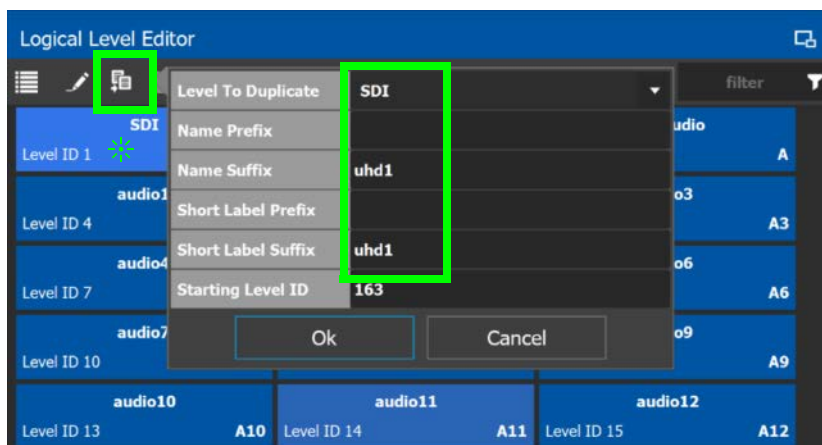 Logical Level Editor
filter
SDI
Level ID 1
udio
A
audio1
Level ID 4
o3
A3
audio4
Level ID 7
o6
A6
audio7
Level ID 10
o9
A9
audio10
Level ID 13
A10
audio11
Level ID 14
A11
audio12
Level ID 15
A12
Level To Duplicate
SDI
Name Prefix
Name Suffix
uhd1
Short Label Prefix
Short Label Suffix
uhd1
Starting Level ID
163
Ok
Cancel